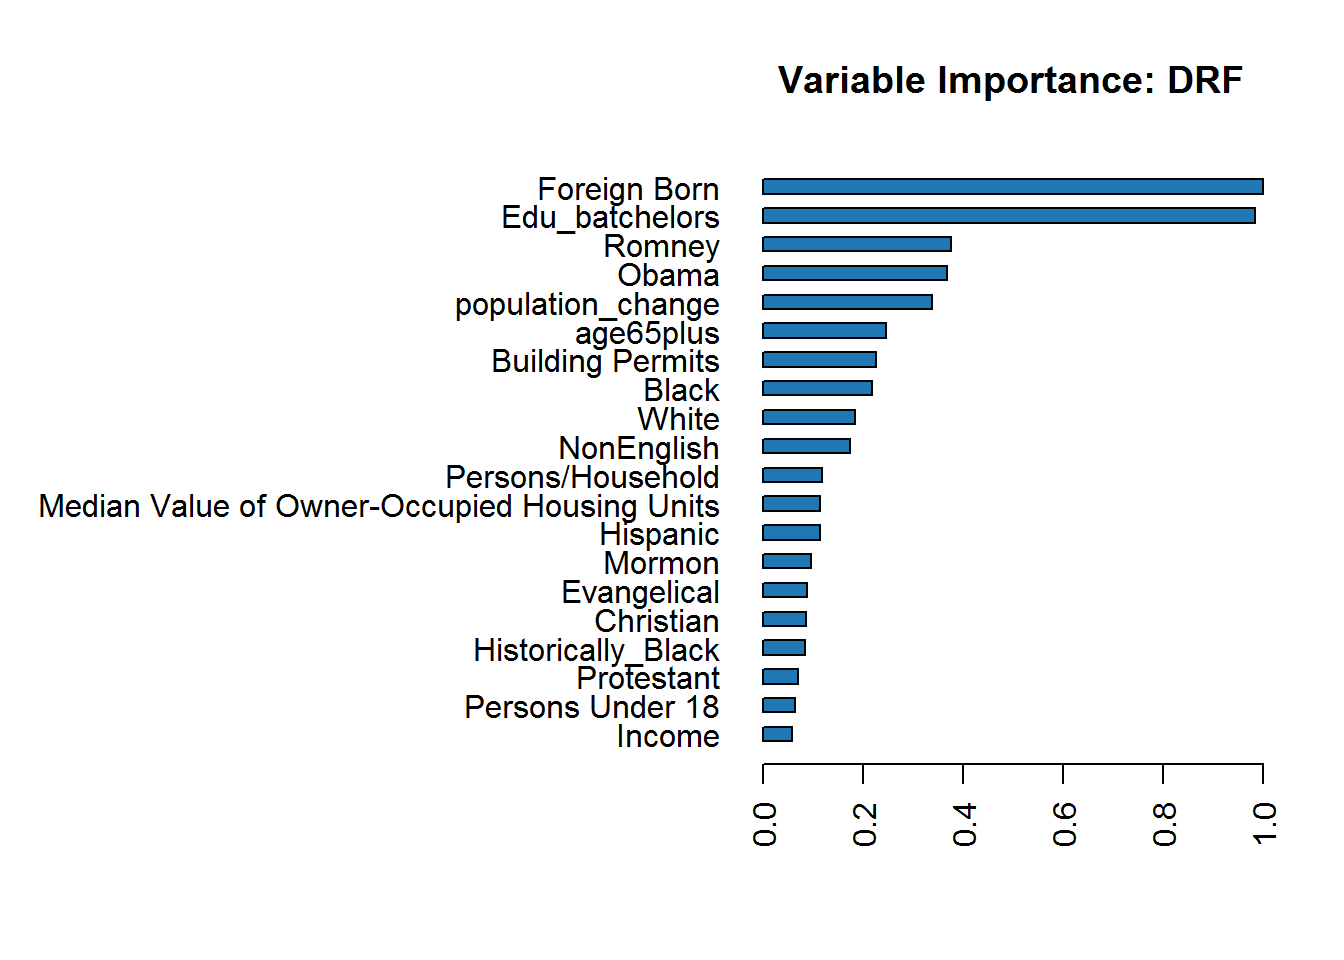 Variable Importance: DRF
Foreign Born
Edu_batchelors
Romney
Obama
population_change
age65plus
Building Permits
Black
White
NonEnglish
Persons/Household
Median Value of Owner-Occupied Housing Units
Hispanic
Mormon
Evangelical
Christian
Historically_Black
Protestant
Persons Under 18
Income
0.0
0.2
0.4
0.6
0.8
1.0